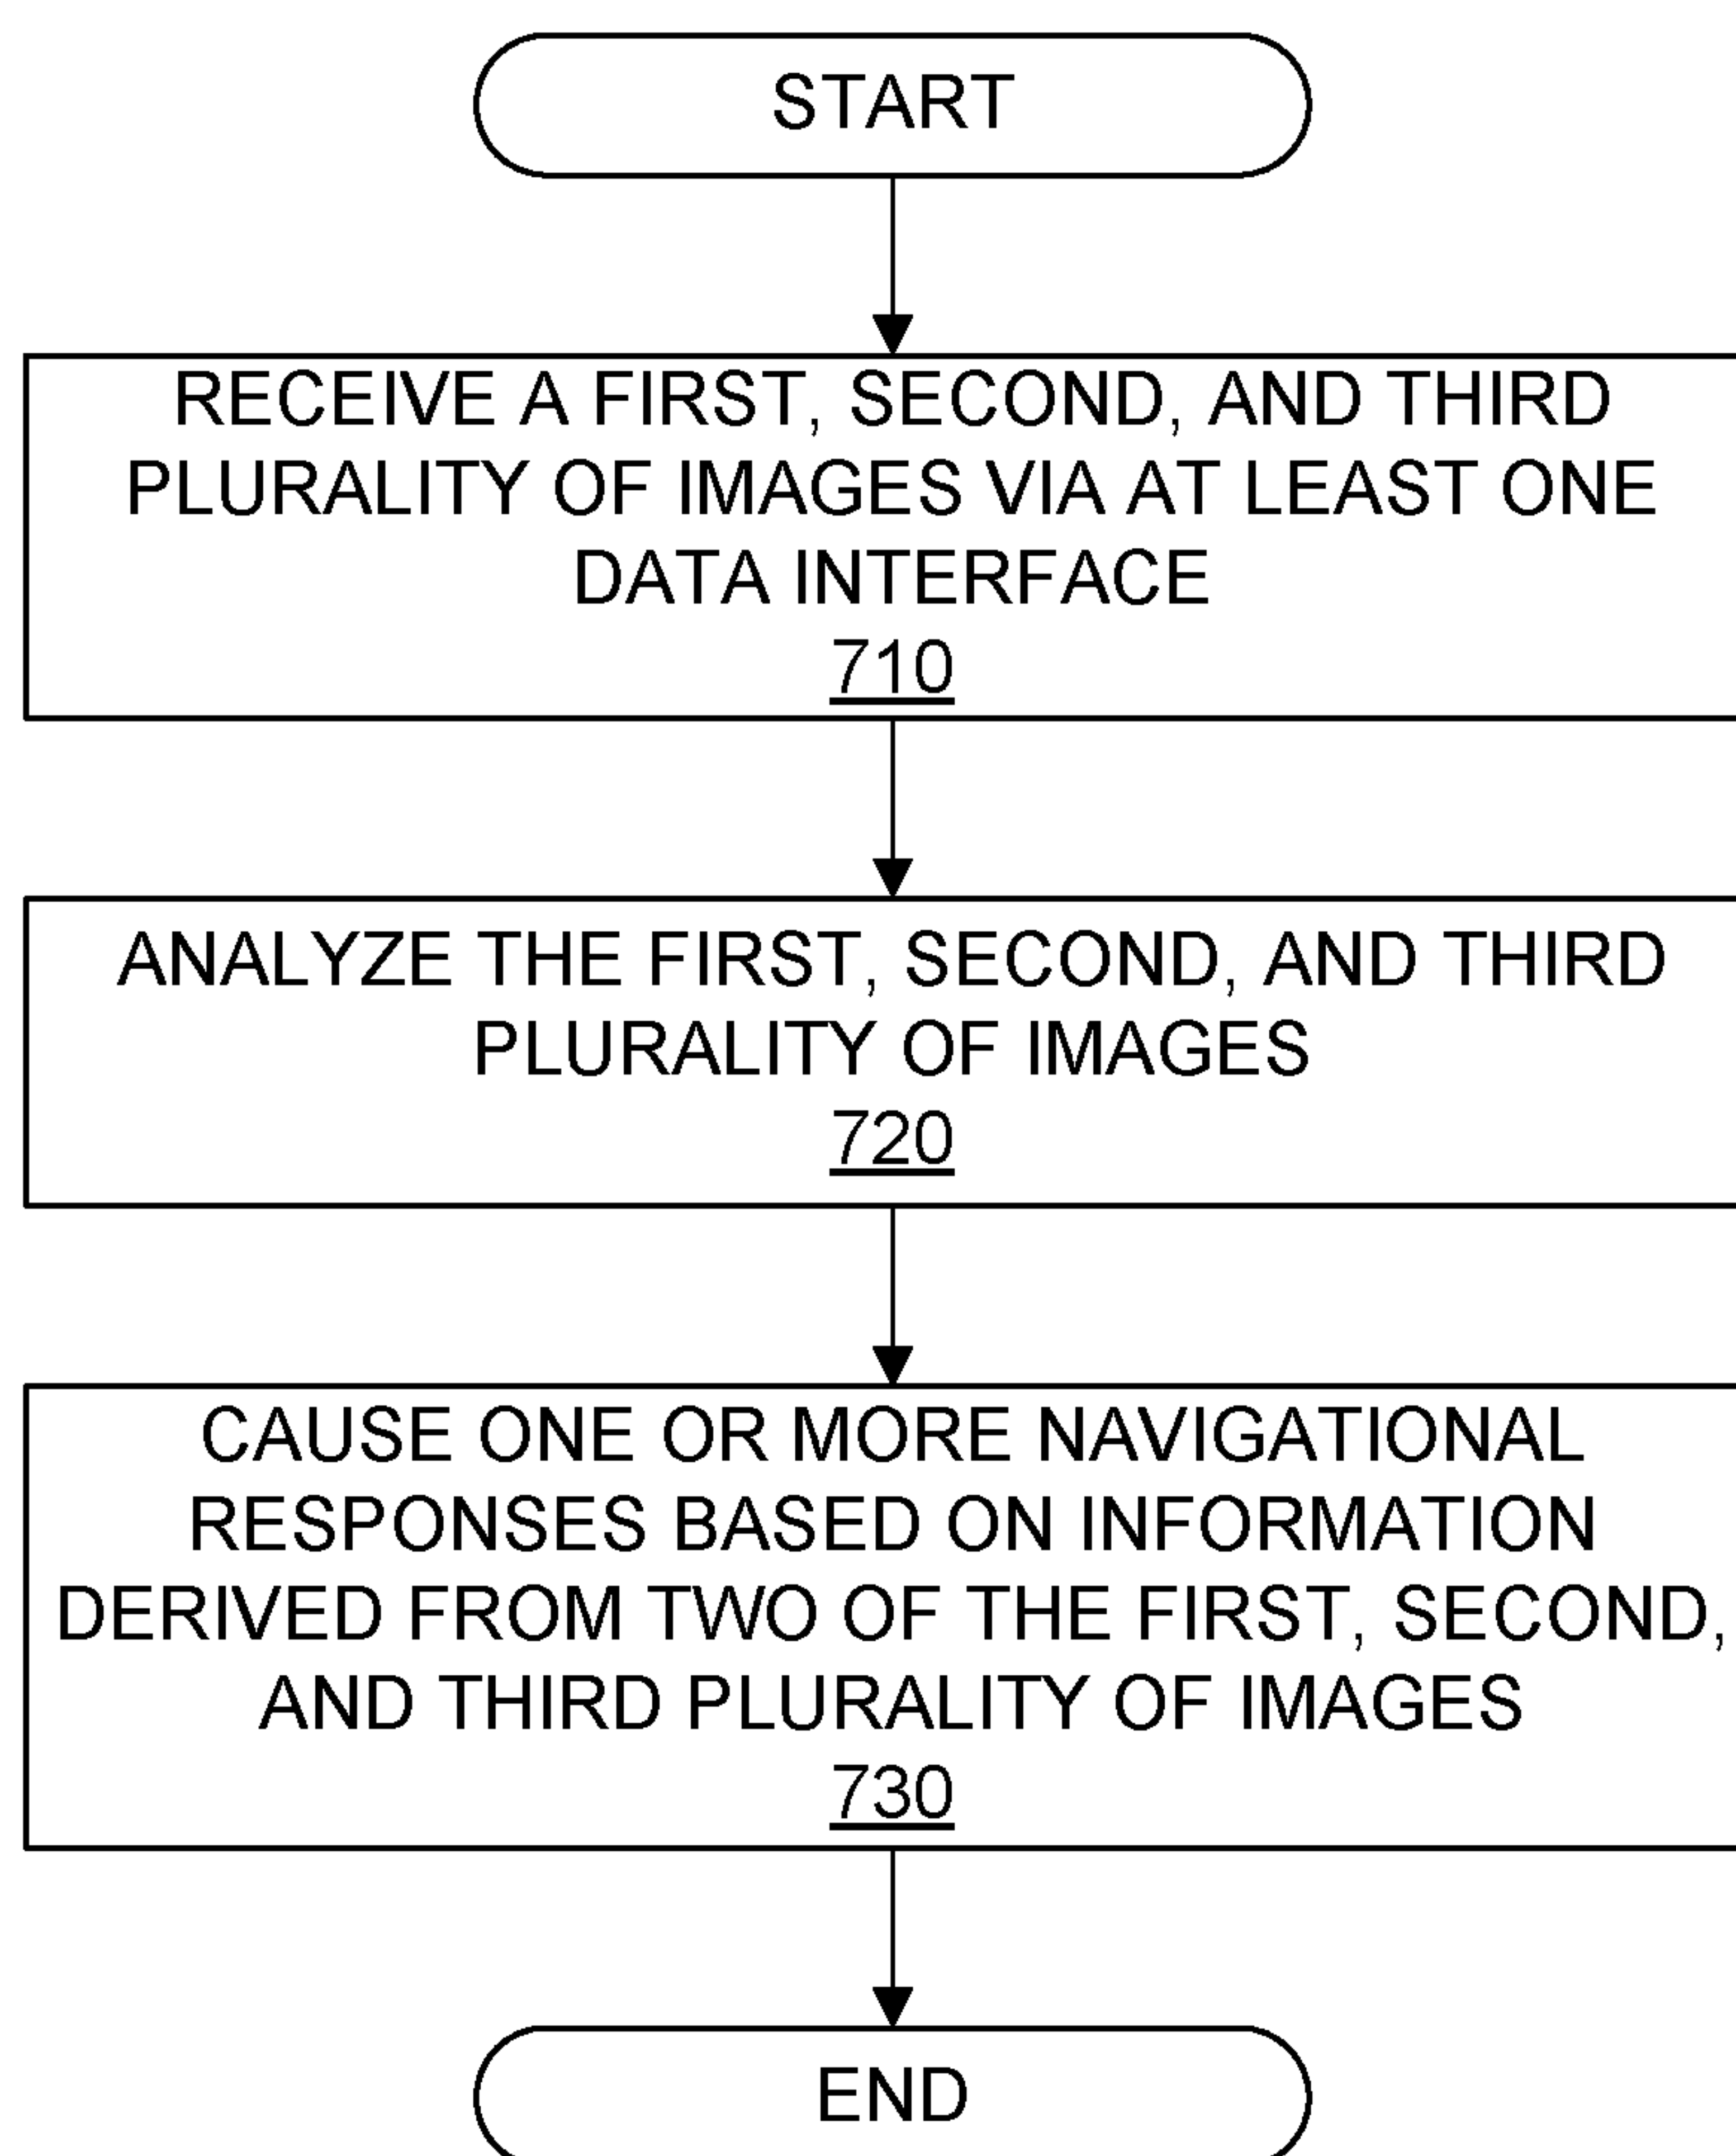 START
RECEIVE A FIRST, SECOND, AND THIRD
PLURALITY OF IMAGES VIA AT LEAST ONE
DATA INTERFACE
710
ANALYZE THE FIRST, SECOND, AND THIRD
PLURALITY OF IMAGES
720
CAUSE ONE OR MORE NAVIGATIONAL
RESPONSES BASED ON INFORMATION
DERIVED FROM TWO OF THE FIRST, SECOND,
AND THIRD PLURALITY OF IMAGES
730
END